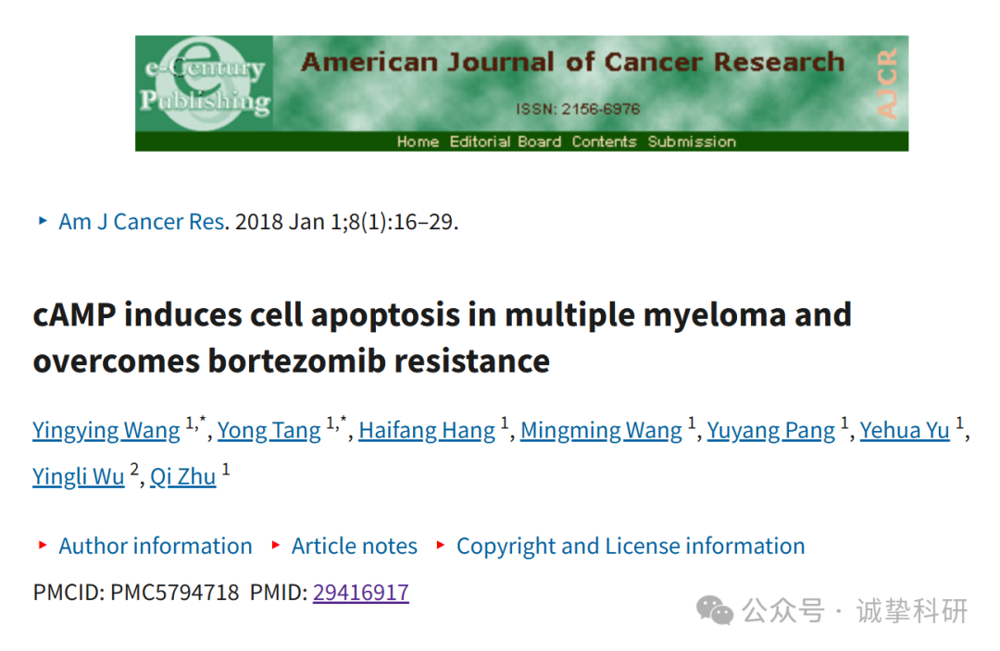 e-Century
Publishing
American Journal of Cancer Research
ISSN: 2156-6976
AJCR
Home Editorial Board Contents Submission
Am J Cancer Res. 2018 Jan 1;8(1):16–29.
cAMP induces cell apoptosis in multiple myeloma and
overcomes bortezomib resistance
Yingying Wang 1,*, Yong Tang 1,*, Haifang Hang 1, Mingming Wang 1, Yuyang Pang 1, Yehua Yu 1,
Yingli Wu 2, Qi Zhu 1
Author information Article notes Copyright and License information
PMCID: PMC5794718 PMID: 29416917
公众号 · 诚挚科研